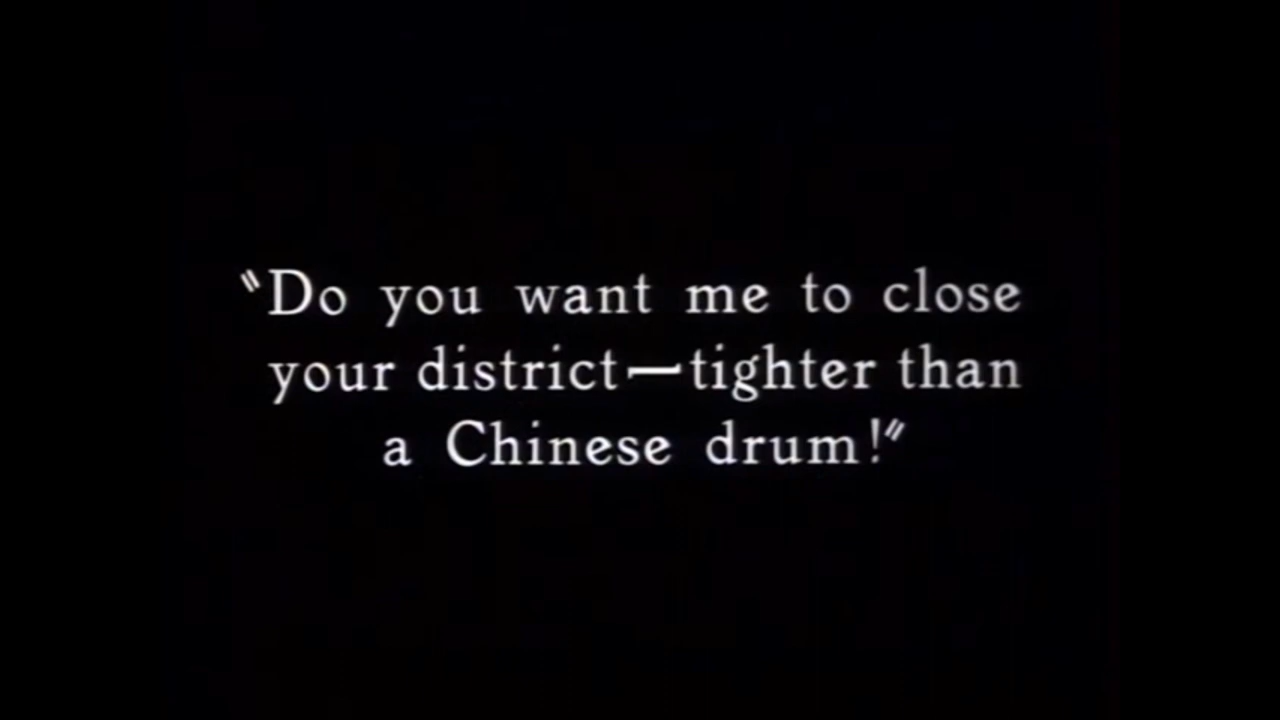 "Do you want me to close
your district—tighter than
a Chinese drum!"